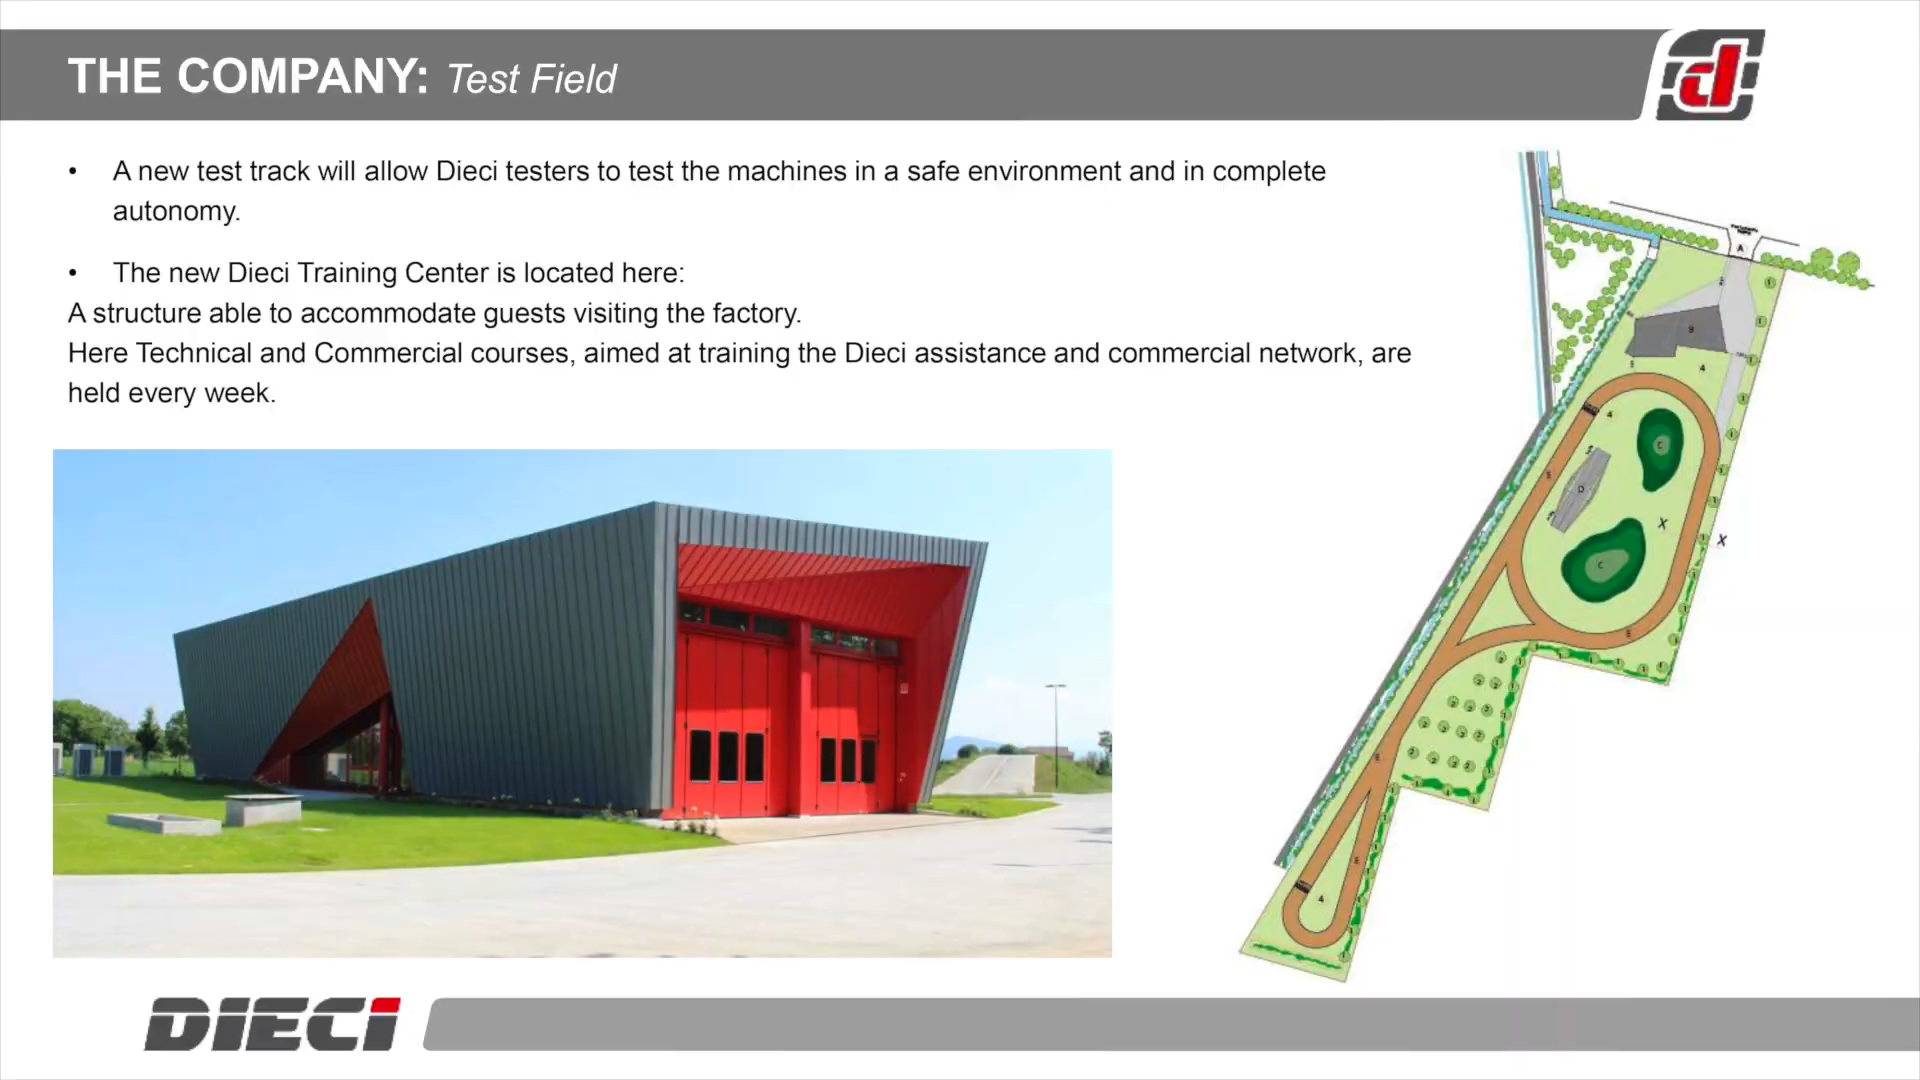 THE COMPANY: Test Field
• A new test track will allow Dieci testers to test the machines in a safe environment and in complete
autonomy.
• The new Dieci Training Center is located here:
A structure able to accommodate guests visiting the factory.
Here Technical and Commercial courses, aimed at training the Dieci assistance and commercial network, are
held every week.
A
B
4
4
C
D
X
X
C
E
E
E
4
DIECI